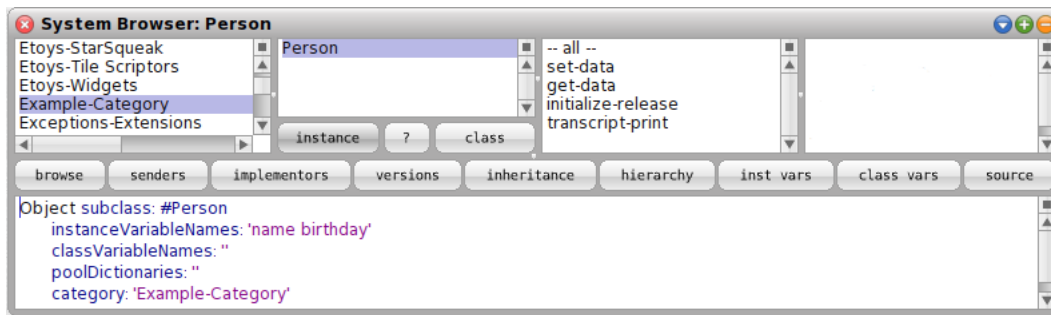 System Browser: Person
Etoys-StarSqueak
Etoys-Tile Scriptors
Etoys-Widgets
Example-Category
Exceptions-Extensions
Person
instance ? class
-- all --
set-data
get-data
initialize-release
transcript-print
browse senders implementors versions inheritance hierarchy inst vars class vars source
Object subclass: #Person
instanceVariableNames: 'name birthday'
classVariableNames: ''
poolDictionaries: ''
category: 'Example-Category'